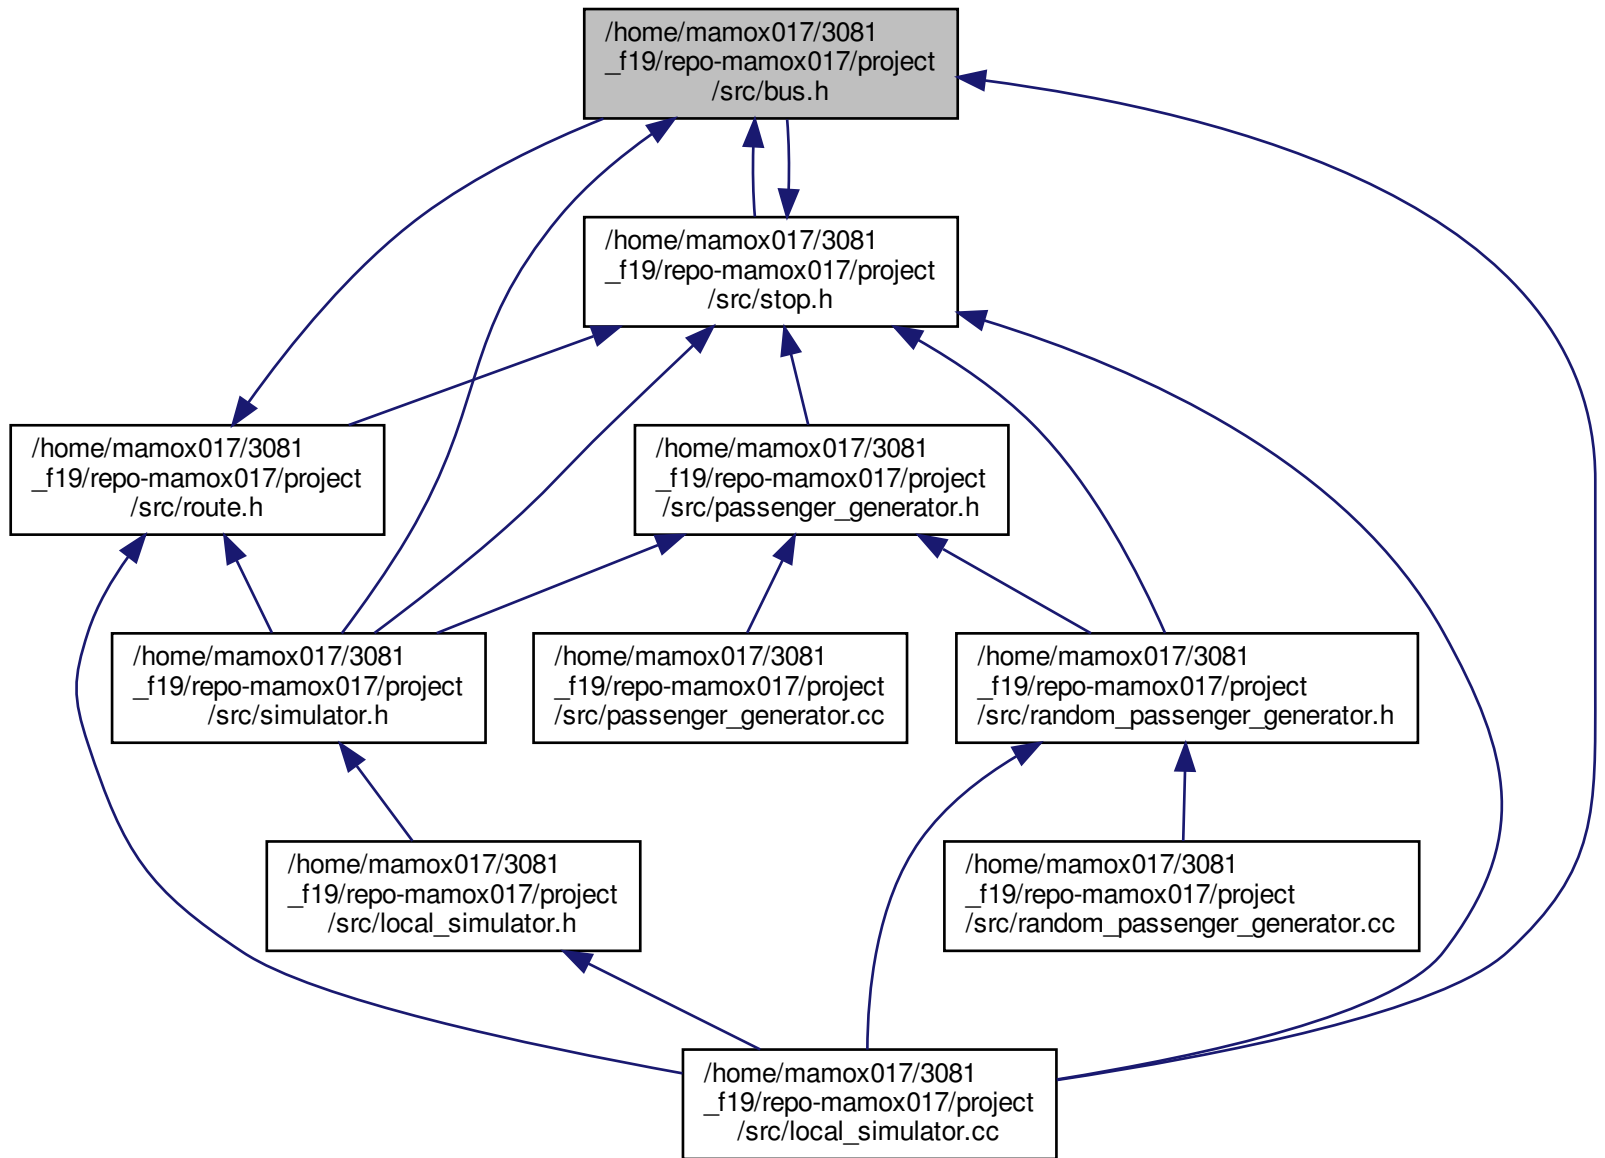 /home/mamox017/3081
_f19/repo-mamox017/project
/src/bus.h
/home/mamox017/3081
_f19/repo-mamox017/project
/src/stop.h
/home/mamox017/3081
_f19/repo-mamox017/project
/src/route.h
/home/mamox017/3081
_f19/repo-mamox017/project
/src/passenger_generator.h
/home/mamox017/3081
_f19/repo-mamox017/project
/src/simulator.h
/home/mamox017/3081
_f19/repo-mamox017/project
/src/passenger_generator.cc
/home/mamox017/3081
_f19/repo-mamox017/project
/src/random_passenger_generator.h
/home/mamox017/3081
_f19/repo-mamox017/project
/src/local_simulator.h
/home/mamox017/3081
_f19/repo-mamox017/project
/src/random_passenger_generator.cc
/home/mamox017/3081
_f19/repo-mamox017/project
/src/local_simulator.cc